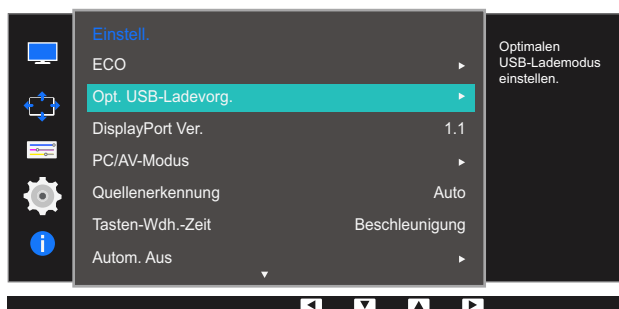 Einstell.
ECO
Opt. USB-Ladevorg.
DisplayPort Ver. 1.1
PC/AV-Modus
Quellenerkennung Auto
Tasten-Wdh.-Zeit Beschleunigung
Autom. Aus
Optimalen
USB-Lademodus
einstellen.